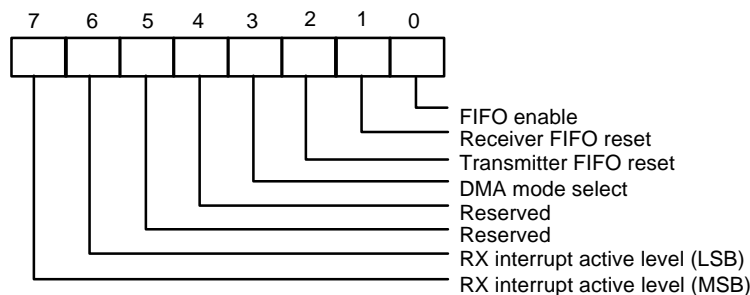 7 6 5 4 3 2 1 0
FIFO enable
Receiver FIFO reset
Transmitter FIFO reset
DMA mode select
Reserved
Reserved
RX interrupt active level (LSB)
RX interrupt active level (MSB)